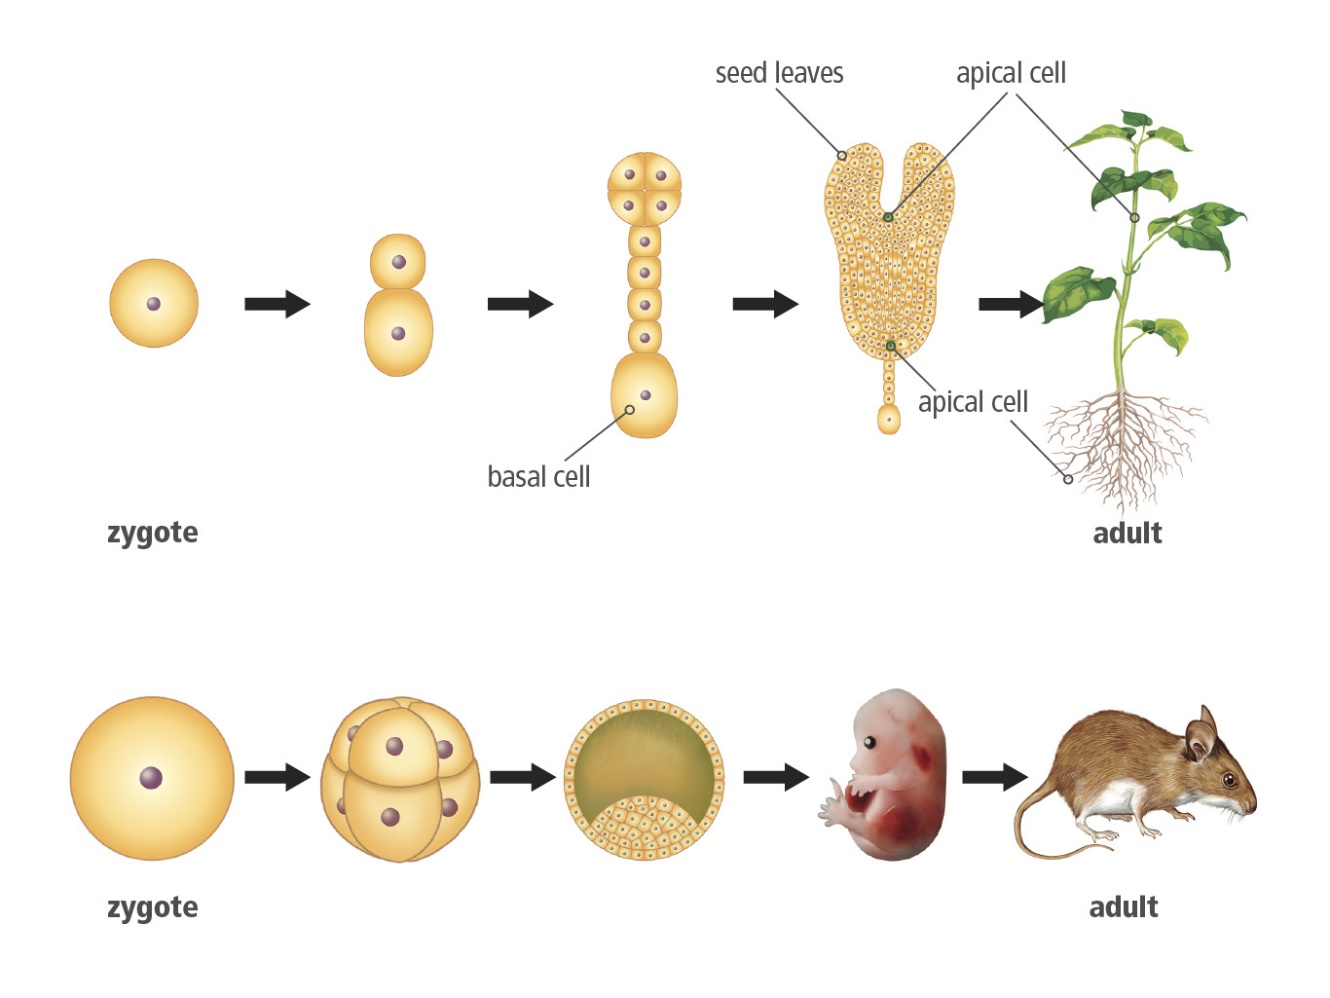 seed leaves
apical cell
apical cell
basal cell
zygote
adult
zygote
adult